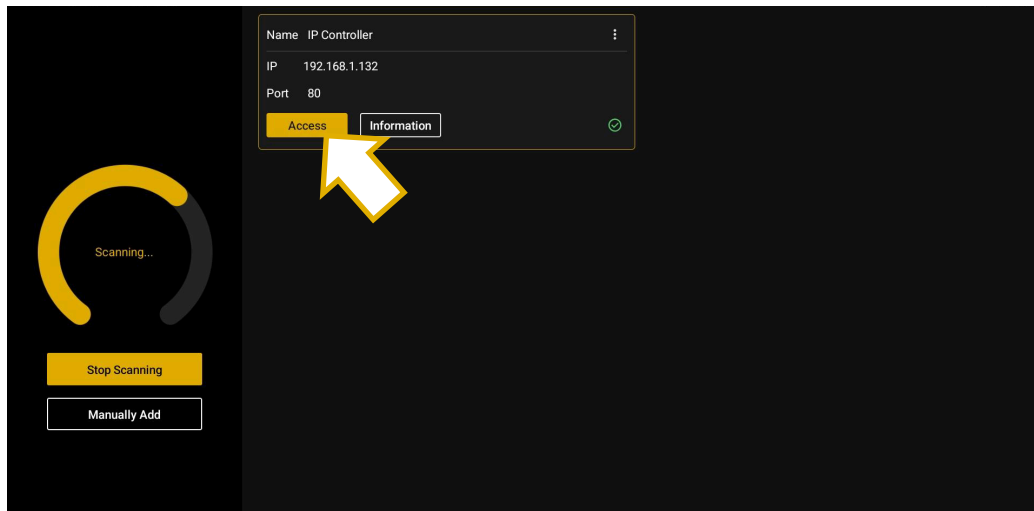 Name IP Controller
IP 192.168.1.132
Port 80
Access Information
Scanning...
Stop Scanning
Manually Add